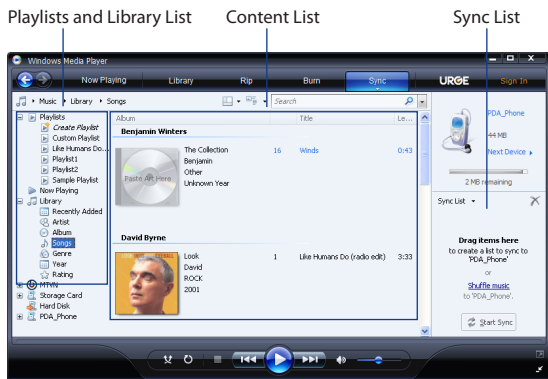 Playlists and Library List Content List Sync List
Windows Media Player
Now Playing Library Rip Burn Sync URGE Sign In
Music Library Songs Search
Playlists
Create Playlist
Custom Playlist
Like Humans Do...
Playlist1
Playlist2
Sample Playlist
Now Playing
Library
Recently Added
Artist
Album
Songs
Genre
Year
Rating
MTVN
Storage Card
Hard Disk
PDA_Phone
Album Title Le...
Benjamin Winters
Paste Art Here
The Collection 16 Winds 0:43
Benjamin
Other
Unknown Year
David Byrne
Look 1 Like Humans Do (radio edit) 3:33
David
ROCK
2001
PDA_Phone
44 MB
Next Device
2 MB remaining
Sync List
Drag items here
to create a list to sync to
'PDA_Phone'
or
Shuffle music
to 'PDA_Phone'.
Start Sync